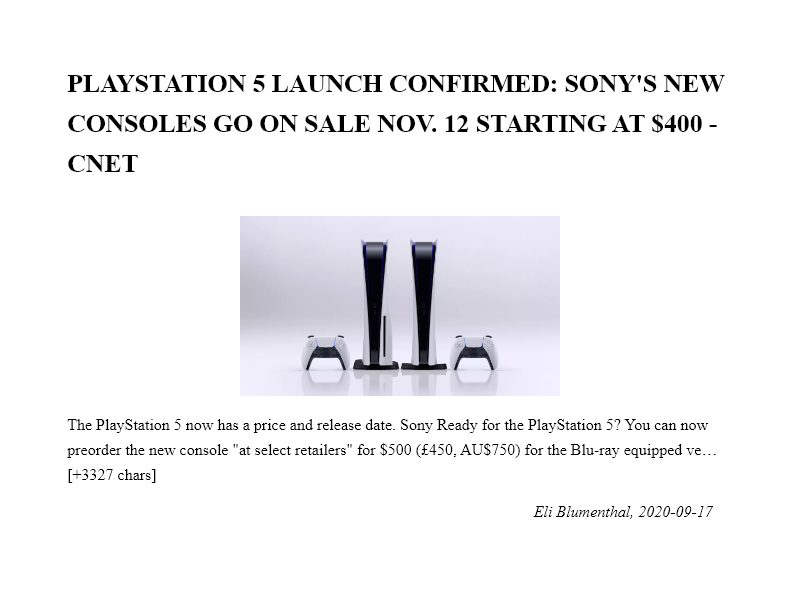 PLAYSTATION 5 LAUNCH CONFIRMED: SONY'S NEW
CONSOLES GO ON SALE NOV. 12 STARTING AT $400 -
CNET
The PlayStation 5 now has a price and release date. Sony Ready for the PlayStation 5? You can now
preorder the new console "at select retailers" for $500 (£450, AU$750) for the Blu-ray equipped ve…
[+3327 chars]
Eli Blumenthal, 2020-09-17